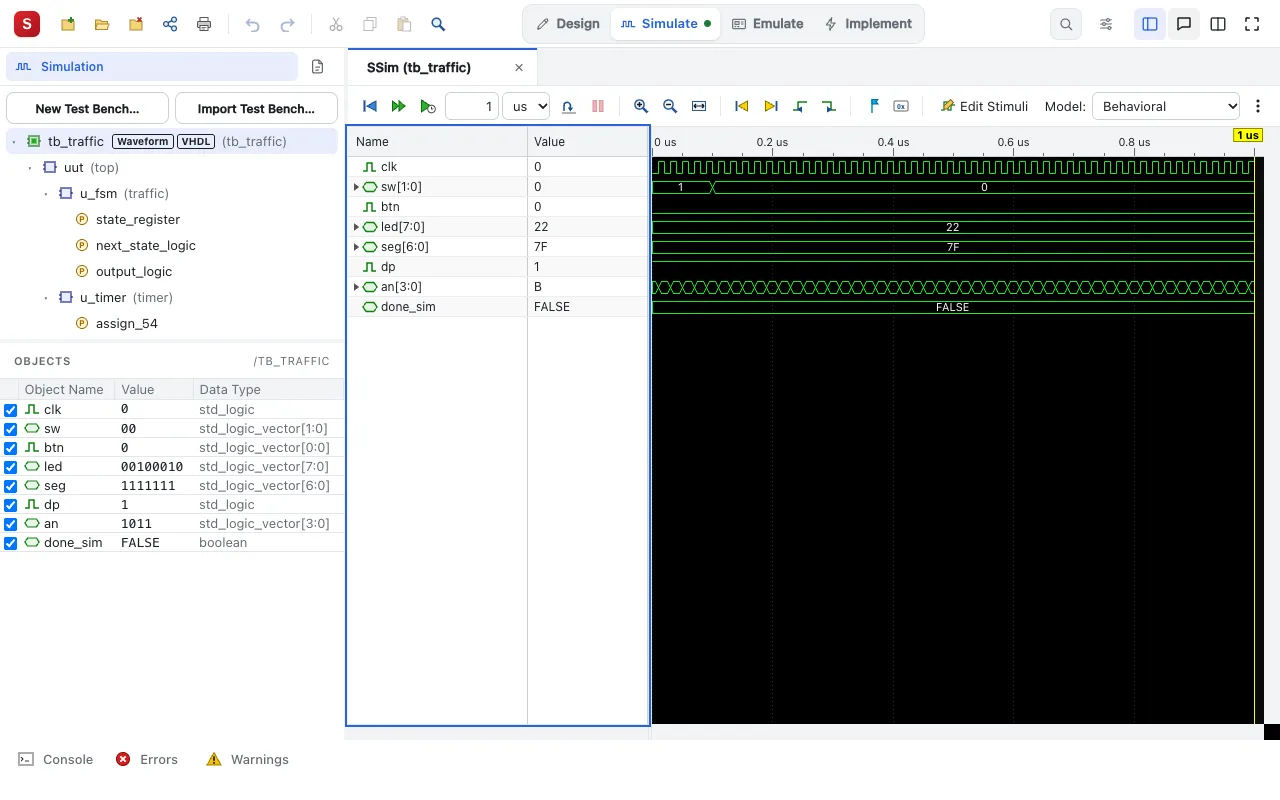 S
Design
Simulate
Emulate
Implement
Simulation
SSim (tb_traffic)
New Test Bench...
Import Test Bench...
1
us
Edit Stimuli
Model:
Behavioral
tb_traffic Waveform VHDL (tb_traffic)
uut (top)
u_fsm (traffic)
P state_register
P next_state_logic
P output_logic
u_timer (timer)
P assign_54
OBJECTS
/TB_TRAFFIC
Object Name Value Data Type
clk 0 std_logic
sw 00 std_logic_vector[1:0]
btn 0 std_logic_vector[0:0]
led 00100010 std_logic_vector[7:0]
seg 1111111 std_logic_vector[6:0]
dp 1 std_logic
an 1011 std_logic_vector[3:0]
done_sim FALSE boolean
Name Value
clk 0
sw[1:0] 0
btn 0
led[7:0] 22
seg[6:0] 7F
dp 1
an[3:0] B
done_sim FALSE
1 us
0 us 0.2 us 0.4 us 0.6 us 0.8 us
1 0
22
7F
FALSE
0x
Console
Errors
Warnings